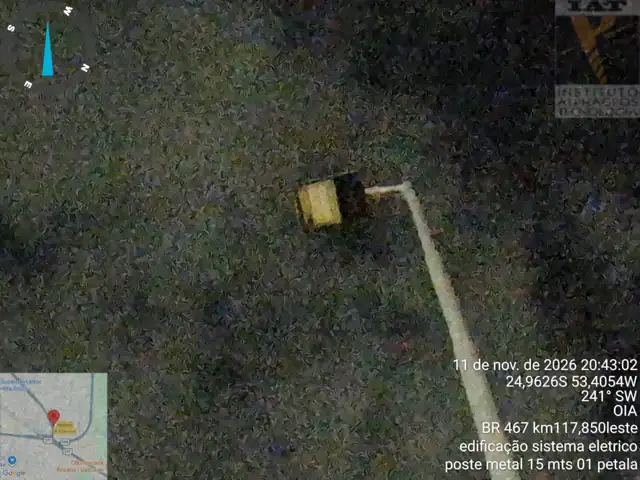 S
W
N
E
IAT
INSTITUTO
11 de nov. de 2026 20:43:02
24,9626S 53,4054W
241° SW
OIA
BR 467 km117,850leste
edificação sistema eletrico
poste metal 15 mts 01 petala
Google